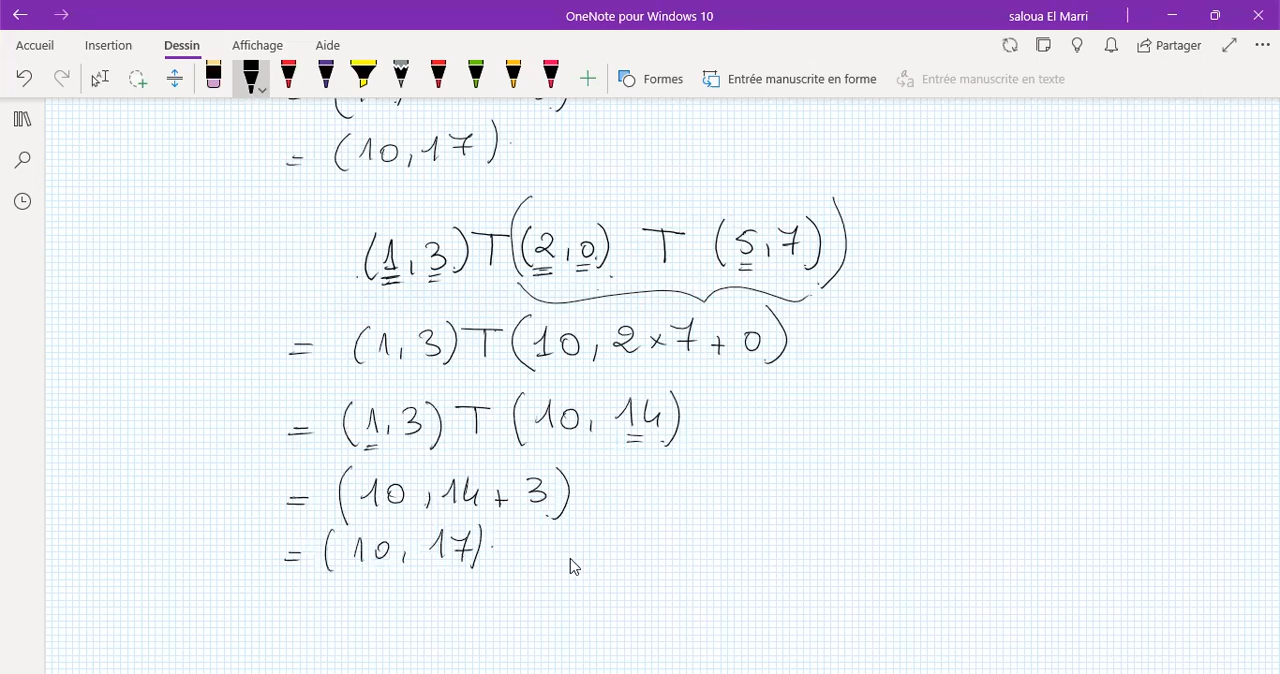 OneNote pour Windows 10
saloua El Marri
Accueil Insertion Dessin Affichage Aide
Partager
Formes Entrée manuscrite en forme Entrée manuscrite en texte
= (10,17).
(1,3)T((2,0) T (5,7))
= (1,3)T(10,2×7+0)
= (1,3)T(10,14)
= (10,14+3)
= (10,17).